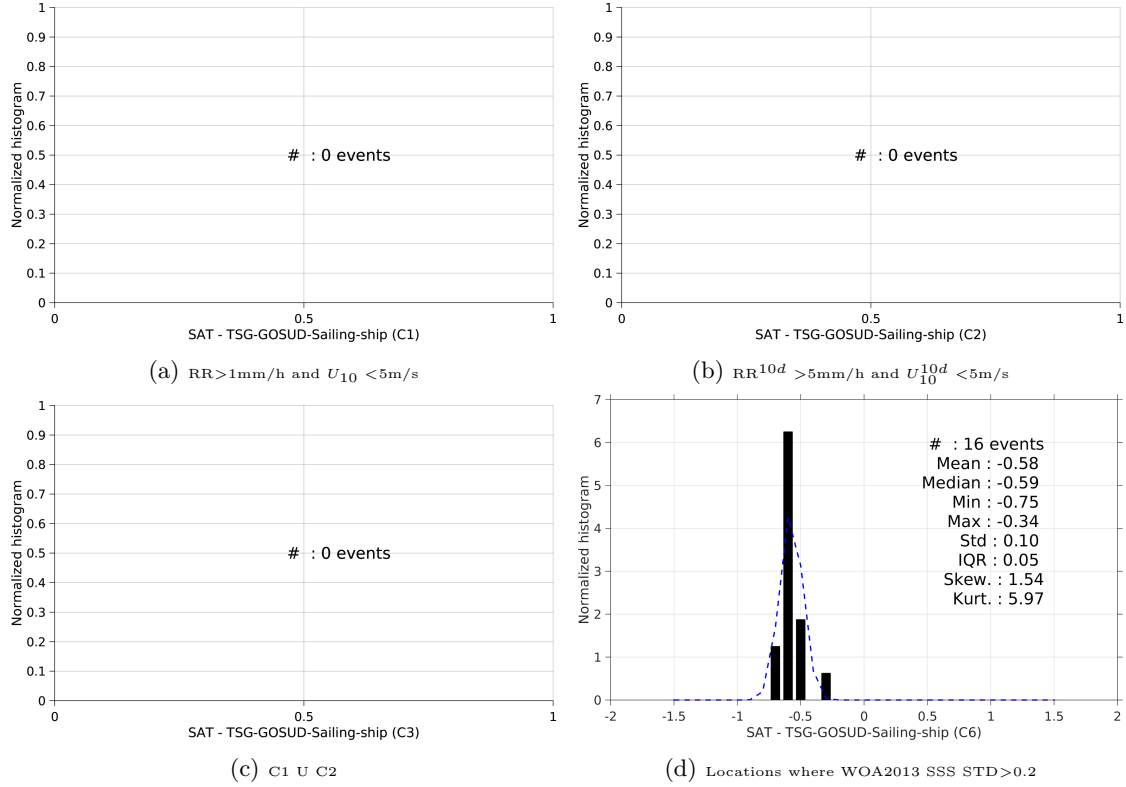 1
0.9
0.8
0.7
0.6
0.5
0.4
0.3
0.2
0.1
0
Normalized histogram
# : 0 events
0 0.5 1
SAT - TSG-GOSUD-Sailing-ship (C1)
(a) RR>1mm/h and U10 <5m/s
1
0.9
0.8
0.7
0.6
0.5
0.4
0.3
0.2
0.1
0
Normalized histogram
# : 0 events
0 0.5 1
SAT - TSG-GOSUD-Sailing-ship (C2)
(b) RR10d >5mm/h and U10d10 <5m/s
1
0.9
0.8
0.7
0.6
0.5
0.4
0.3
0.2
0.1
0
Normalized histogram
# : 0 events
0 0.5 1
SAT - TSG-GOSUD-Sailing-ship (C3)
(c) C1 U C2
7
6
5
4
3
2
1
0
Normalized histogram
# : 16 events
Mean : -0.58
Median : -0.59
Min : -0.75
Max : -0.34
Std : 0.10
IQR : 0.05
Skew. : 1.54
Kurt. : 5.97
-2 -1.5 -1 -0.5 0 0.5 1 1.5 2
SAT - TSG-GOSUD-Sailing-ship (C6)
(d) Locations where WOA2013 SSS STD>0.2